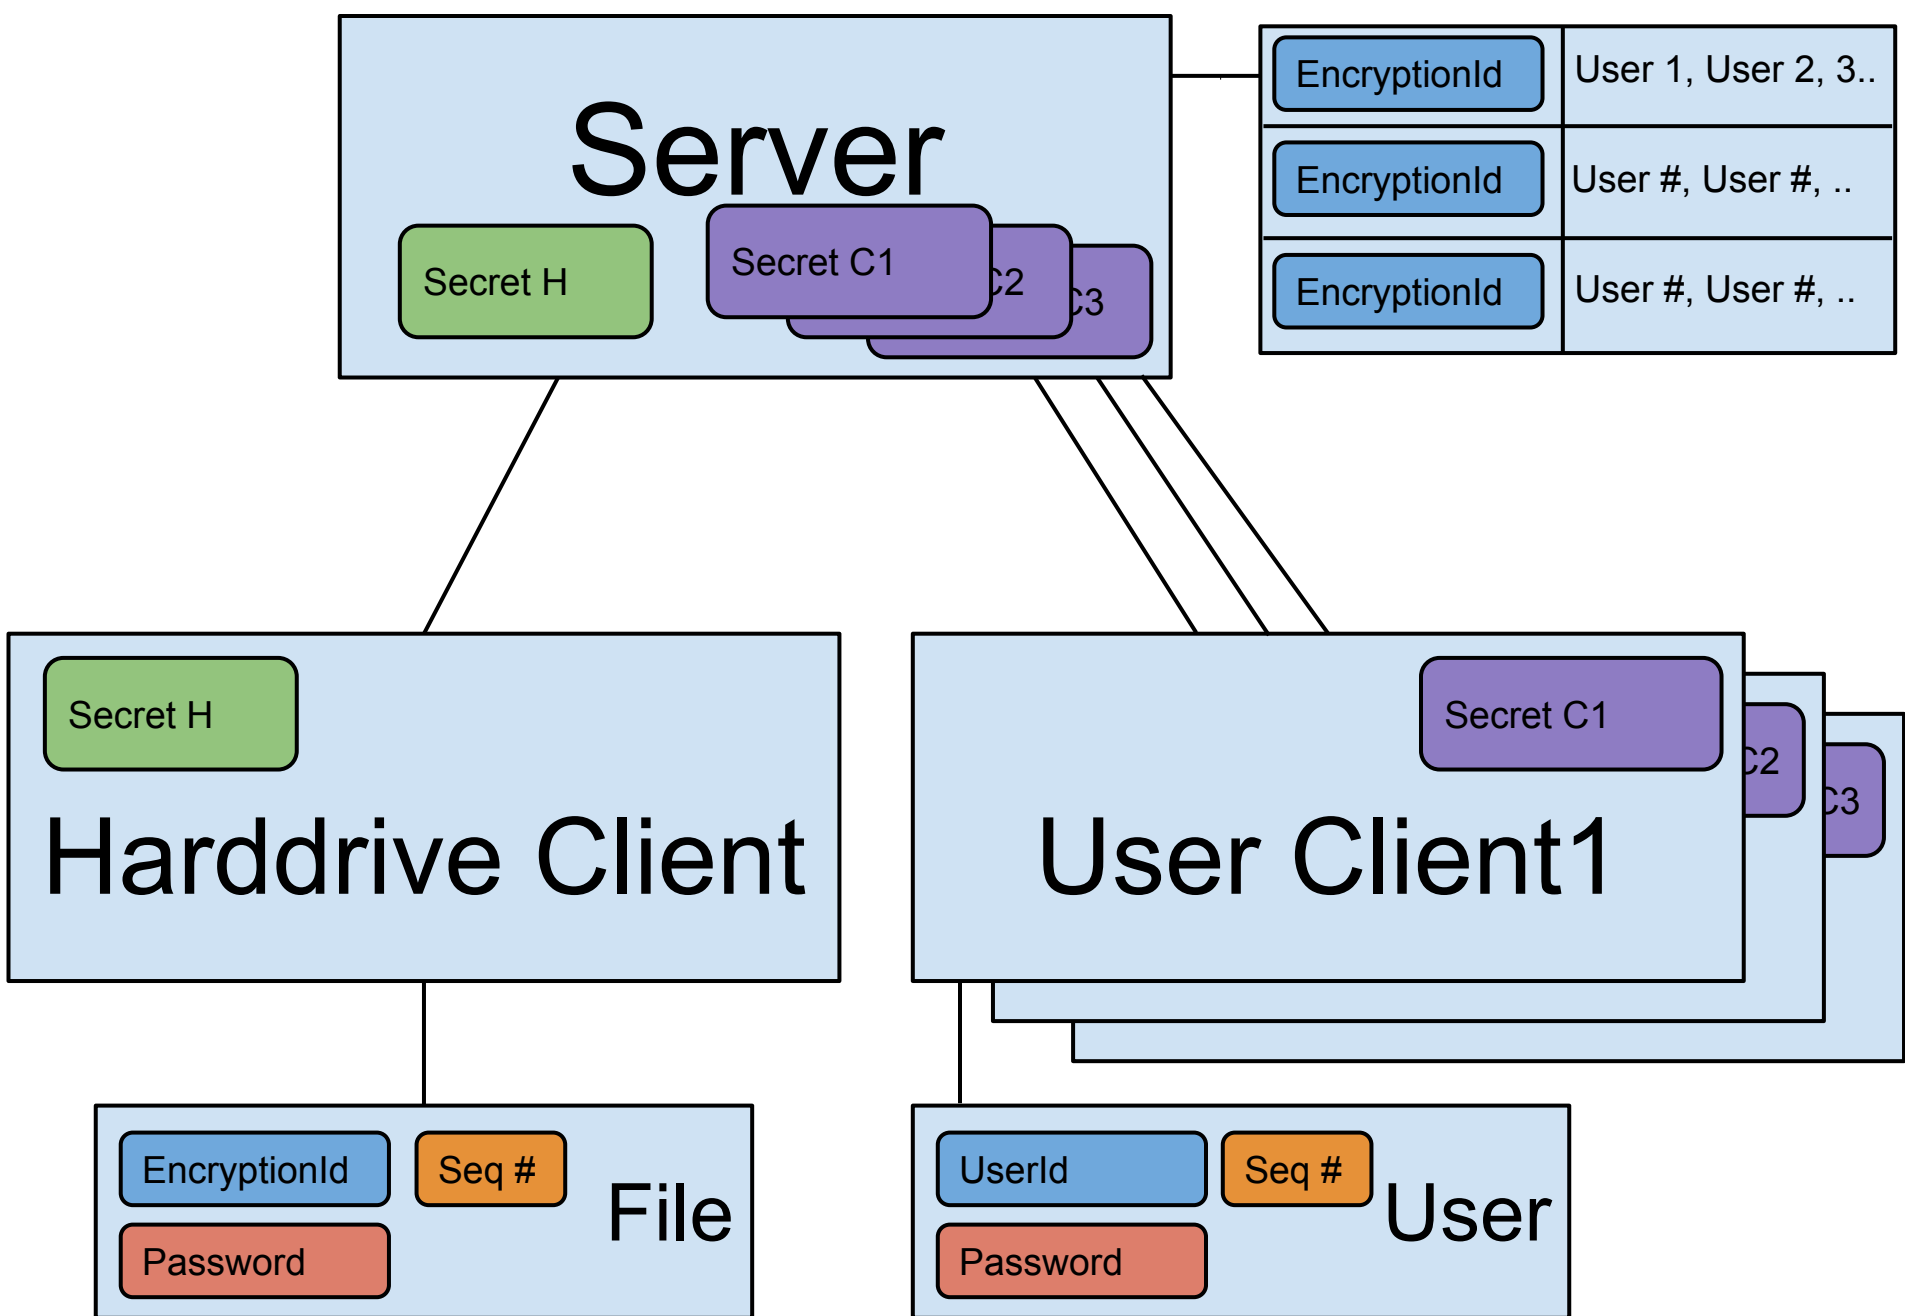 Server
Secret H
Secret C1
C2
C3
EncryptionId
User 1, User 2, 3..
EncryptionId
User #, User #, ..
EncryptionId
User #, User #, ..
Secret H
Harddrive Client
Secret C1
C2
C3
User Client1
EncryptionId
Seq #
Password
File
UserId
Seq #
Password
User